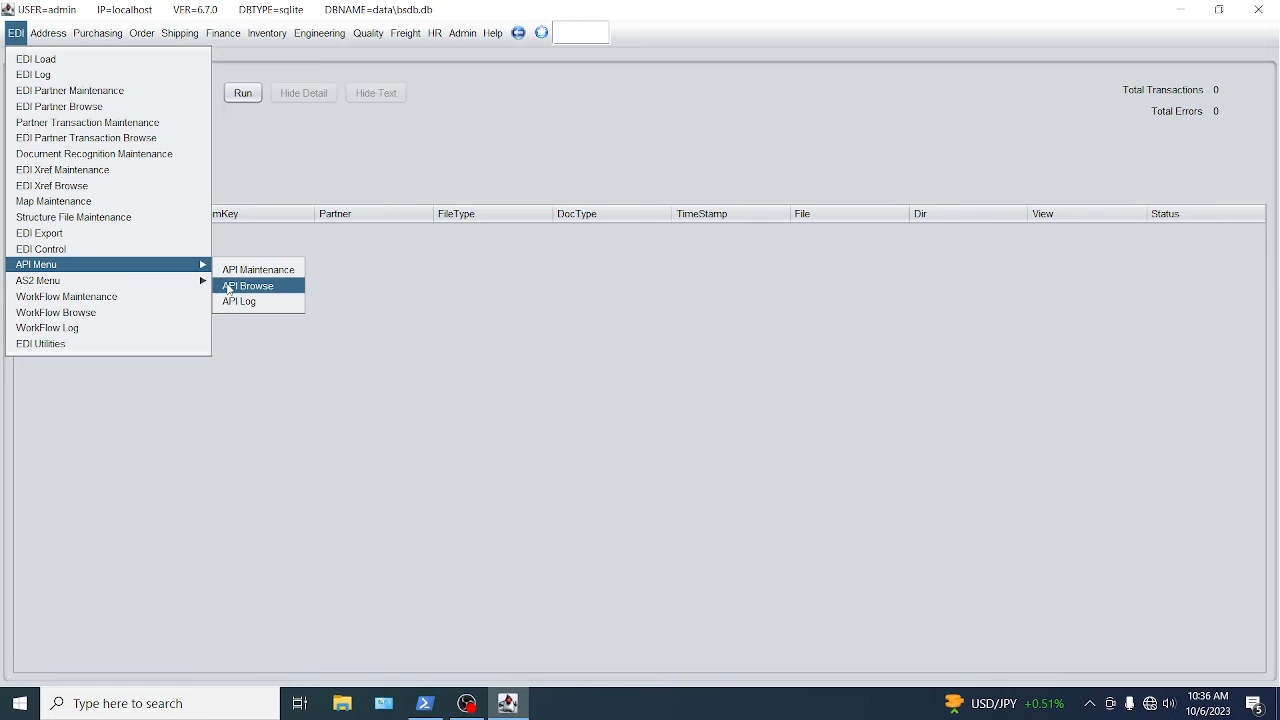 USER=admin IP=localhost VER=6.7.0 DBTYPE=sqlite DBNAME=data\bsdb.db
EDI Address Purchasing Order Shipping Finance Inventory Engineering Quality Freight HR Admin Help
EDI Load
EDI Log
EDI Partner Maintenance
EDI Partner Browse
Partner Transaction Maintenance
EDI Partner Transaction Browse
Document Recognition Maintenance
EDI Xref Maintenance
EDI Xref Browse
Map Maintenance
Structure File Maintenance
EDI Export
EDI Control
API Menu
AS2 Menu
WorkFlow Maintenance
WorkFlow Browse
WorkFlow Log
EDI Utilities
API Maintenance
API Browse
API Log
Run Hide Detail Hide Text
Total Transactions 0
Total Errors 0
mKey Partner FileType DocType TimeStamp File Dir View Status
Type here to search
USD/JPY +0.51%
10:36 AM
10/6/2023
5